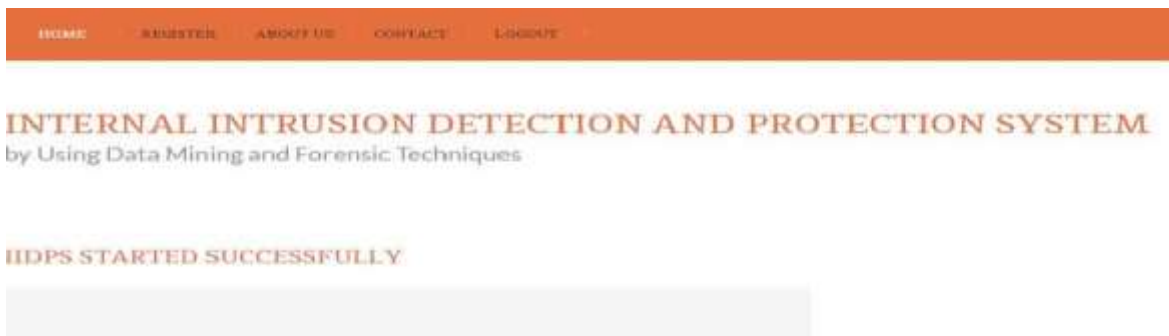 HOME REGISTER ABOUT US CONTACT LOGOUT
INTERNAL INTRUSION DETECTION AND PROTECTION SYSTEM
by Using Data Mining and Forensic Techniques
IIDPS STARTED SUCCESSFULLY